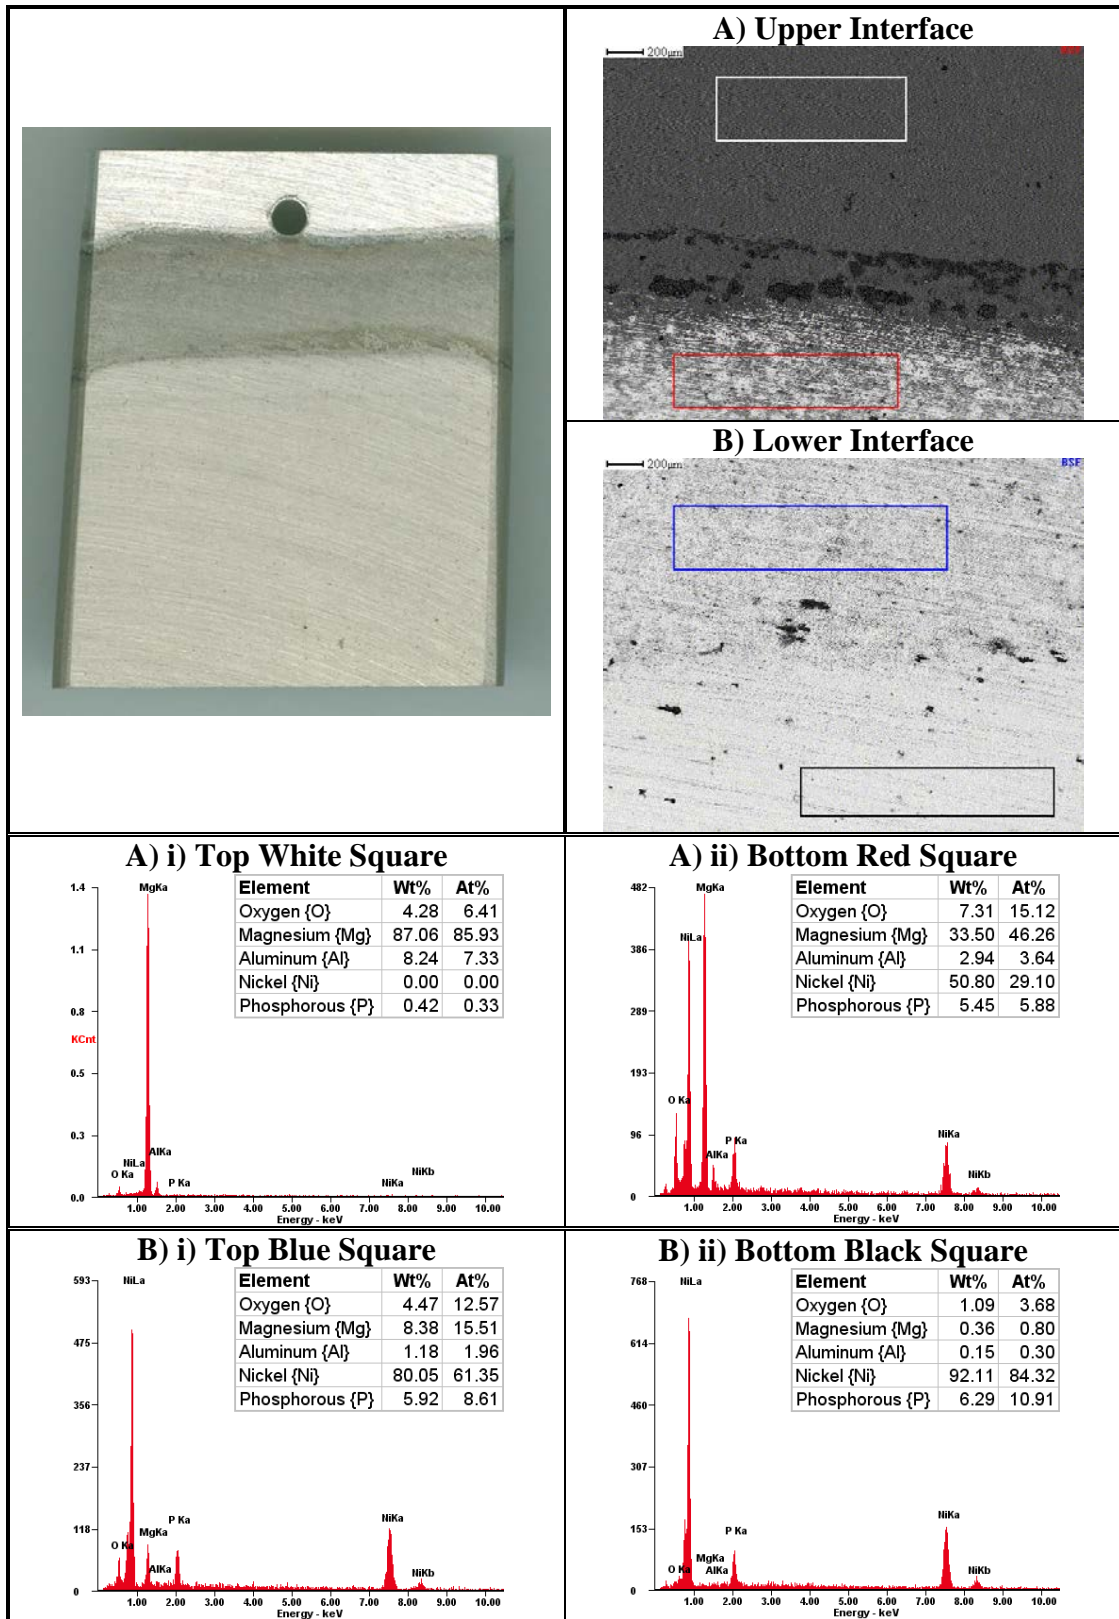 A) Upper Interface
200µm
B) Lower Interface
200µm
BSE
A) i) Top White Square
Element Wt% At%
Oxygen {O} 4.28 6.41
Magnesium {Mg} 87.06 85.93
Aluminum {Al} 8.24 7.33
Nickel {Ni} 0.00 0.00
Phosphorous {P} 0.42 0.33
1.4
1.1
0.8
KCnt
0.5
0.3
0.0
MgKa
O Ka
NiLa
AlKa
P Ka
NiKa
NiKb
1.00 2.00 3.00 4.00 5.00 6.00 7.00 8.00 9.00 10.00
Energy - keV
A) ii) Bottom Red Square
Element Wt% At%
Oxygen {O} 7.31 15.12
Magnesium {Mg} 33.50 46.26
Aluminum {Al} 2.94 3.64
Nickel {Ni} 50.80 29.10
Phosphorous {P} 5.45 5.88
482
386
289
193
96
0
MgKa
NiLa
O Ka
AlKa
P Ka
NiKa
NiKb
1.00 2.00 3.00 4.00 5.00 6.00 7.00 8.00 9.00 10.00
Energy - keV
B) i) Top Blue Square
Element Wt% At%
Oxygen {O} 4.47 12.57
Magnesium {Mg} 8.38 15.51
Aluminum {Al} 1.18 1.96
Nickel {Ni} 80.05 61.35
Phosphorous {P} 5.92 8.61
593
475
356
237
118
0
NiLa
O Ka
MgKa
AlKa
P Ka
NiKa
NiKb
1.00 2.00 3.00 4.00 5.00 6.00 7.00 8.00 9.00 10.00
Energy - keV
B) ii) Bottom Black Square
Element Wt% At%
Oxygen {O} 1.09 3.68
Magnesium {Mg} 0.36 0.80
Aluminum {Al} 0.15 0.30
Nickel {Ni} 92.11 84.32
Phosphorous {P} 6.29 10.91
768
614
460
307
153
0
NiLa
O Ka
MgKa
AlKa
P Ka
NiKa
NiKb
1.00 2.00 3.00 4.00 5.00 6.00 7.00 8.00 9.00 10.00
Energy - keV